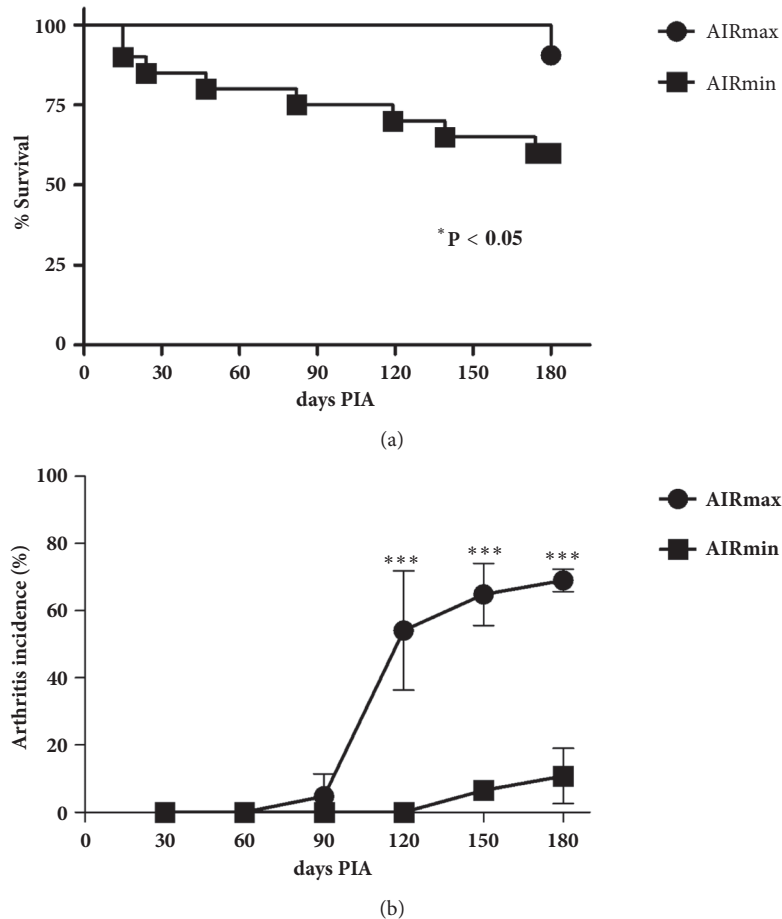 100
75
50
25
0
% Survival
0 30 60 90 120 150 180
days PIA
*P < 0.05
AIRmax
AIRmin
(a)
100
80
60
40
20
0
Arthritis incidence (%)
*** *** ***
0 30 60 90 120 150 180
days PIA
AIRmax
AIRmin
(b)